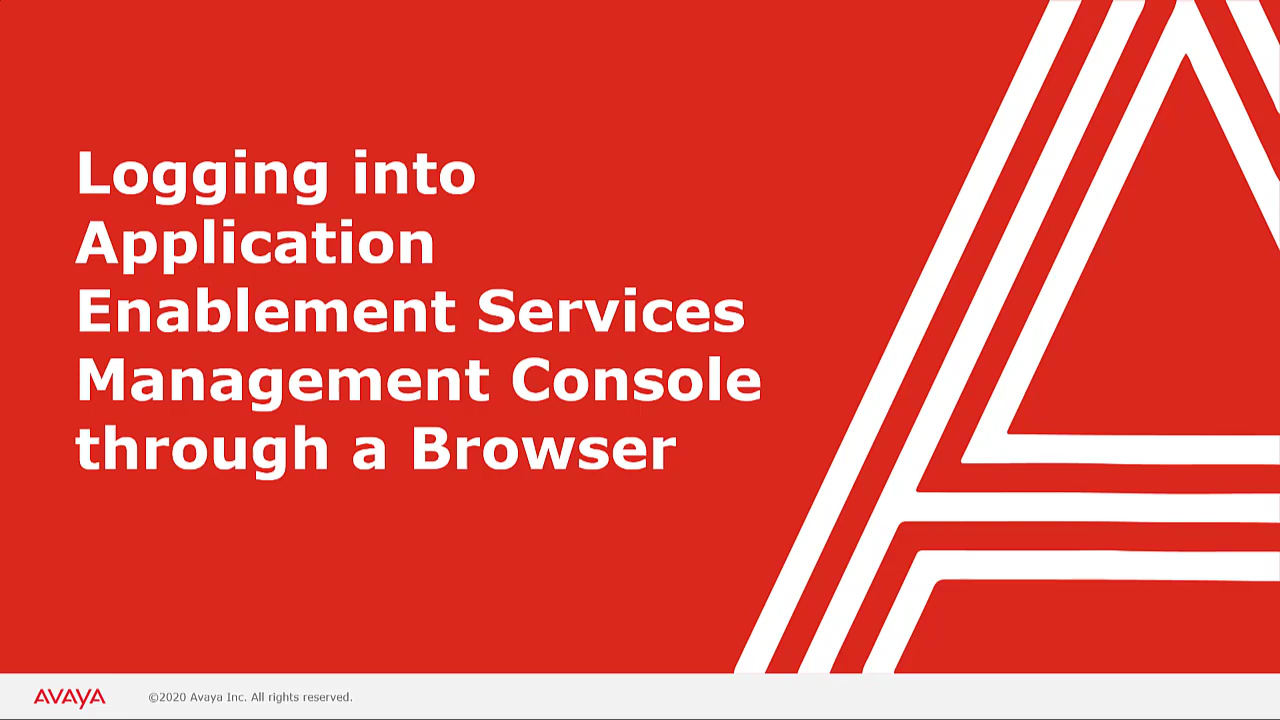 Logging into
Application
Enablement Services
Management Console
through a Browser
AVAYA
©2020 Avaya Inc. All rights reserved.